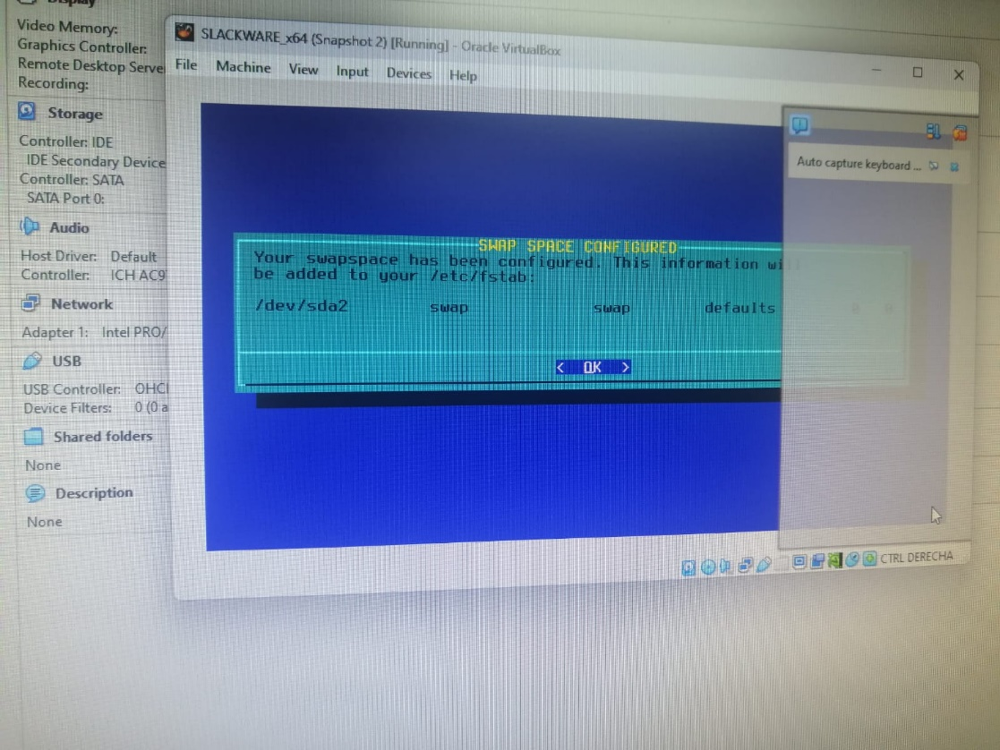 Display
Video Memory:
Graphics Controller:
Remote Desktop Serve
Recording:
Storage
Controller: IDE
IDE Secondary Device
Controller: SATA
SATA Port 0:
Audio
Host Driver: Default
Controller: ICH AC9
Network
Adapter 1: Intel PRO/
USB
USB Controller: OHCI
Device Filters: 0 (0 a
Shared folders
None
Description
None
SLACKWARE_x64 (Snapshot 2) [Running] - Oracle VirtualBox
File Machine View Input Devices Help
Auto capture keyboard ...
SWAP SPACE CONFIGURED
Your swapspace has been configured. This information wi
be added to your /etc/fstab:
/dev/sda2 swap swap defaults
< OK >
CTRL DERECHA